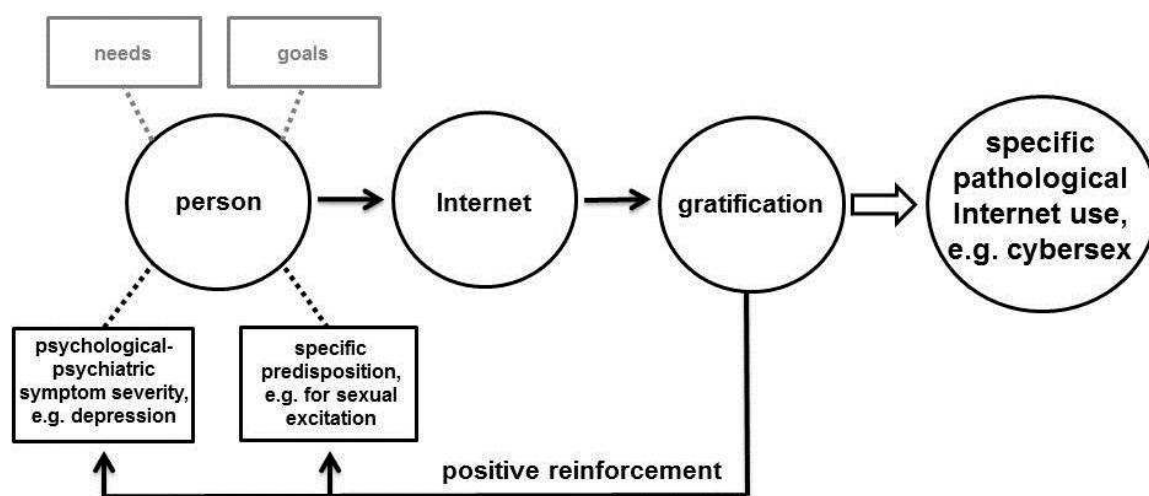 needs
goals
person
Internet
gratification
specific
pathological
Internet use,
e.g. cybersex
psychological-
psychiatric
symptom severity,
e.g. depression
specific
predisposition,
e.g. for sexual
excitation
positive reinforcement